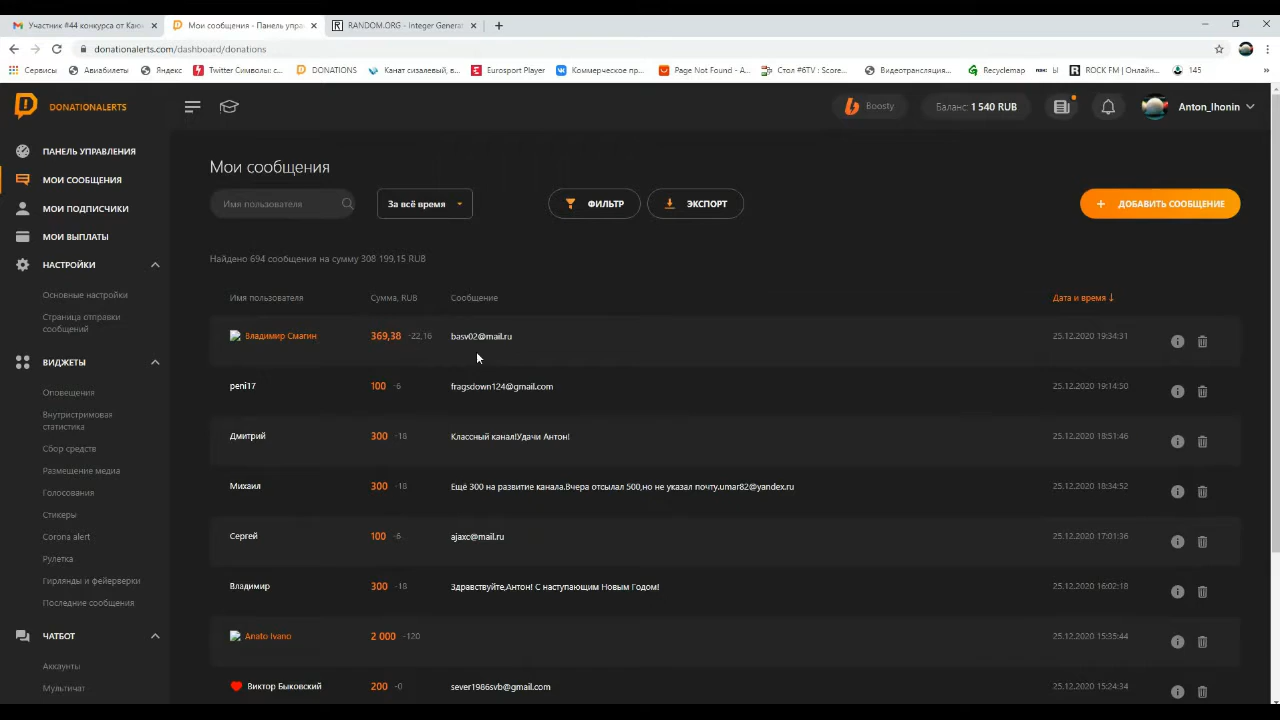 Участник #44 конкурса от Каюм
Мои сообщения - Панель упра
RANDOM.ORG - Integer Generat
donationalerts.com/dashboard/donations
Сервисы
Авиабилеты
Яндекс
Twitter Символы: с...
DONATIONS
Канат сизалевый, в...
Eurosport Player
Коммерческое пр...
Page Not Found - A...
Стол #6TV : Score...
Видеотрансляция...
Recyclemap
Ы
ROCK FM | Онлайн...
145
DONATIONALERTS
Boosty
Баланс: 1 540 RUB
Anton_Ihonin
ПАНЕЛЬ УПРАВЛЕНИЯ
МОИ СООБЩЕНИЯ
МОИ ПОДПИСЧИКИ
МОИ ВЫПЛАТЫ
НАСТРОЙКИ
Основные настройки
Страница отправки
сообщений
ВИДЖЕТЫ
Оповещения
Внутристримовая
статистика
Сбор средств
Размещение медиа
Голосования
Стикеры
Corona alert
Рулетка
Гирлянды и фейерверки
Последние сообщения
ЧАТБОТ
Аккаунты
Мультичат
Мои сообщения
Имя пользователя
За всё время
ФИЛЬТР
ЭКСПОРТ
+ ДОБАВИТЬ СООБЩЕНИЕ
Найдено 694 сообщения на сумму 308 199,15 RUB
Имя пользователя Сумма, RUB Сообщение Дата и время ↓
Владимир Смагин 369,38 -22,16 basv02@mail.ru 25.12.2020 19:34:31
peni17 100 -6 fragsdown124@gmail.com 25.12.2020 19:14:50
Дмитрий 300 -18 Классный канал!Удачи Антон! 25.12.2020 18:51:46
Михаил 300 -18 Ещё 300 на развитие канала.Вчера отсылал 500,но не указал почту.umar82@yandex.ru 25.12.2020 18:34:52
Сергей 100 -6 ajaxc@mail.ru 25.12.2020 17:01:36
Владимир 300 -18 Здравствуйте,Антон! С наступающим Новым Годом! 25.12.2020 16:02:18
Anato Ivano 2 000 -120 25.12.2020 15:35:44
Виктор Быковский 200 -0 sever1986svb@gmail.com 25.12.2020 15:24:34